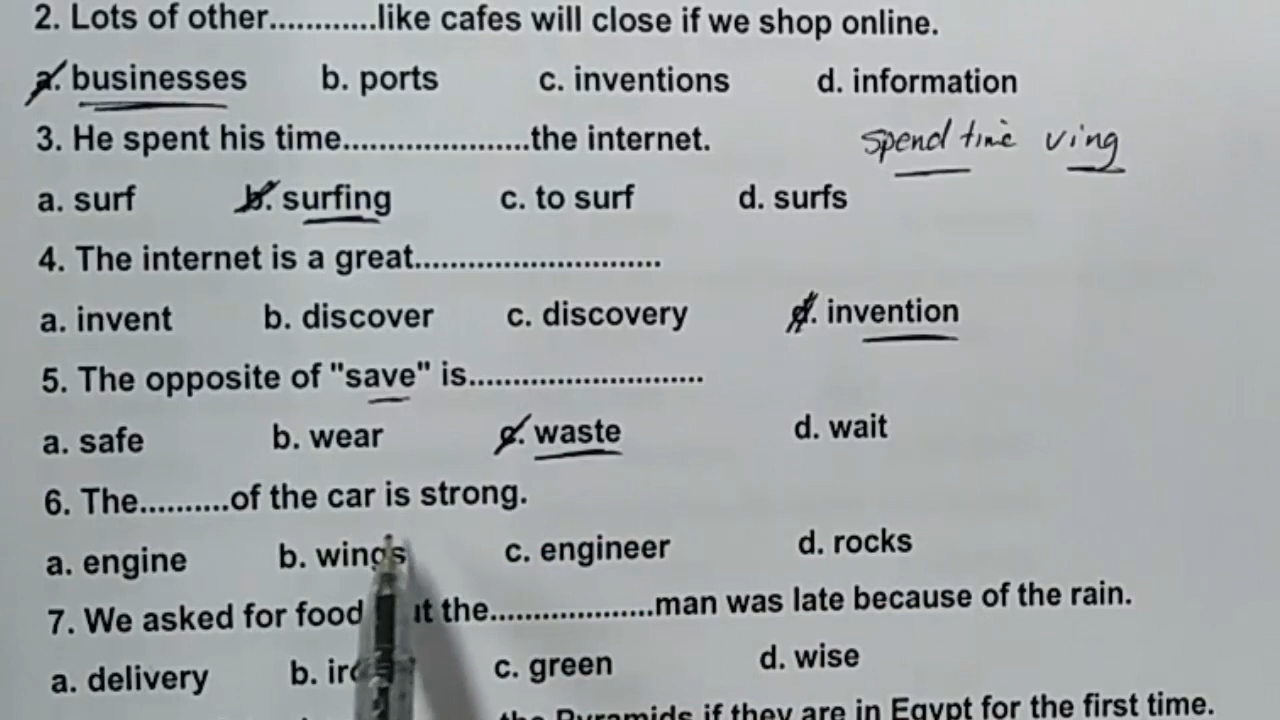 2. Lots of other............like cafes will close if we shop online.
a. businesses b. ports c. inventions d. information
3. He spent his time.....................the internet. spend time ving
a. surf b. surfing c. to surf d. surfs
4. The internet is a great............................
a. invent b. discover c. discovery d. invention
5. The opposite of "save" is...........................
a. safe b. wear c. waste d. wait
6. The..........of the car is strong.
a. engine b. wings c. engineer d. rocks
7. We asked for food the...................man was late because of the rain.
a. delivery c. green d. wise
the Pyramids if they are in Egypt for the first time.